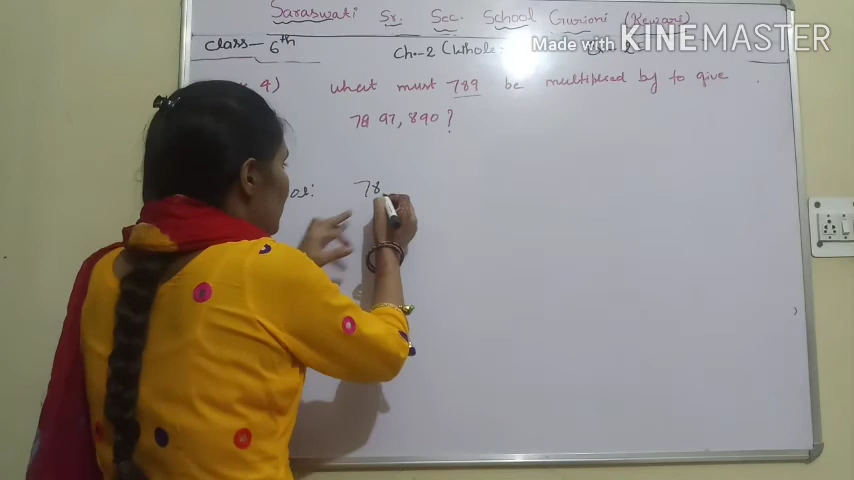 Saraswati Sr. Sec. School Gurioni (Rewari)
Class - 6th Ch.-2 (Whole
4) What must 789 be multiplied by to give
78 97,890 ?
78
Made with KINEMASTER